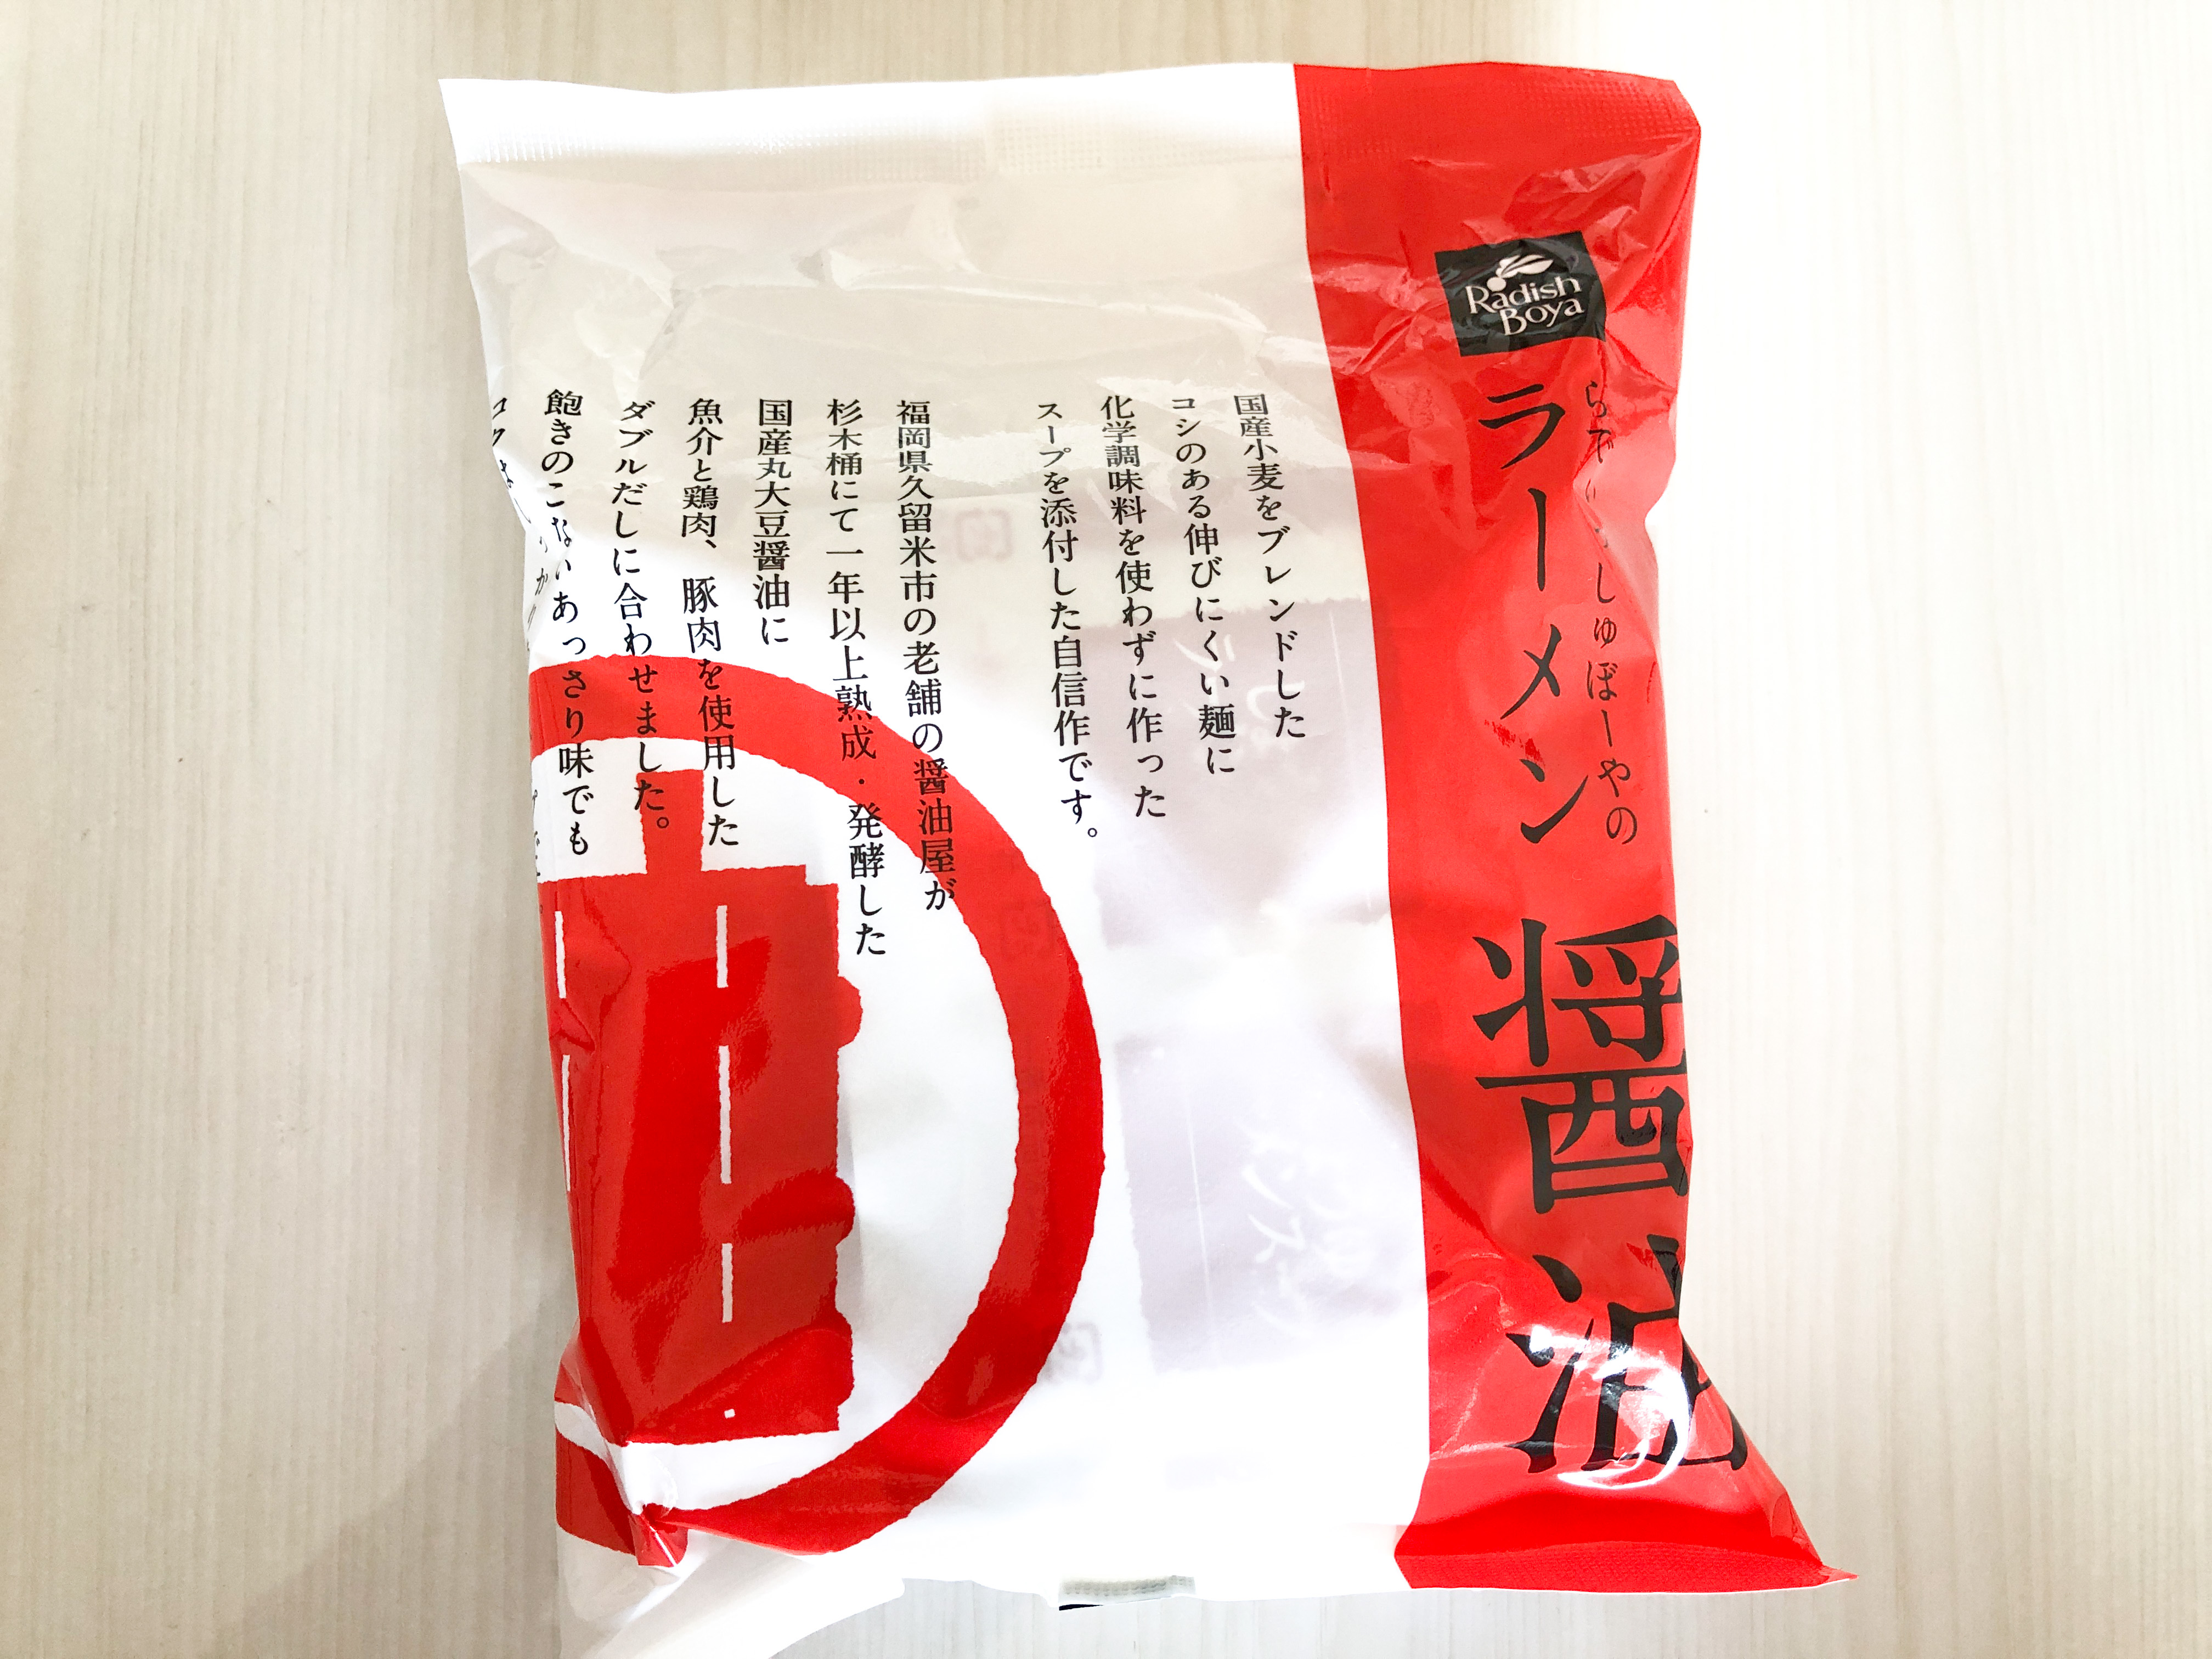 Radish
Boya
らでぃっしゅぼーやの
ラーメン 醤油
国産小麦をブレンドした
コシのある伸びにくい麺に
化学調味料を使わずに作った
スープを添付した自信作です。
福岡県久留米市の老舗の醤油屋が
杉木桶にて一年以上熟成・発酵した
国産丸大豆醤油に
魚介と鶏肉、豚肉を使用した
ダブルだしに合わせました。
飽きのこないあっさり味でも